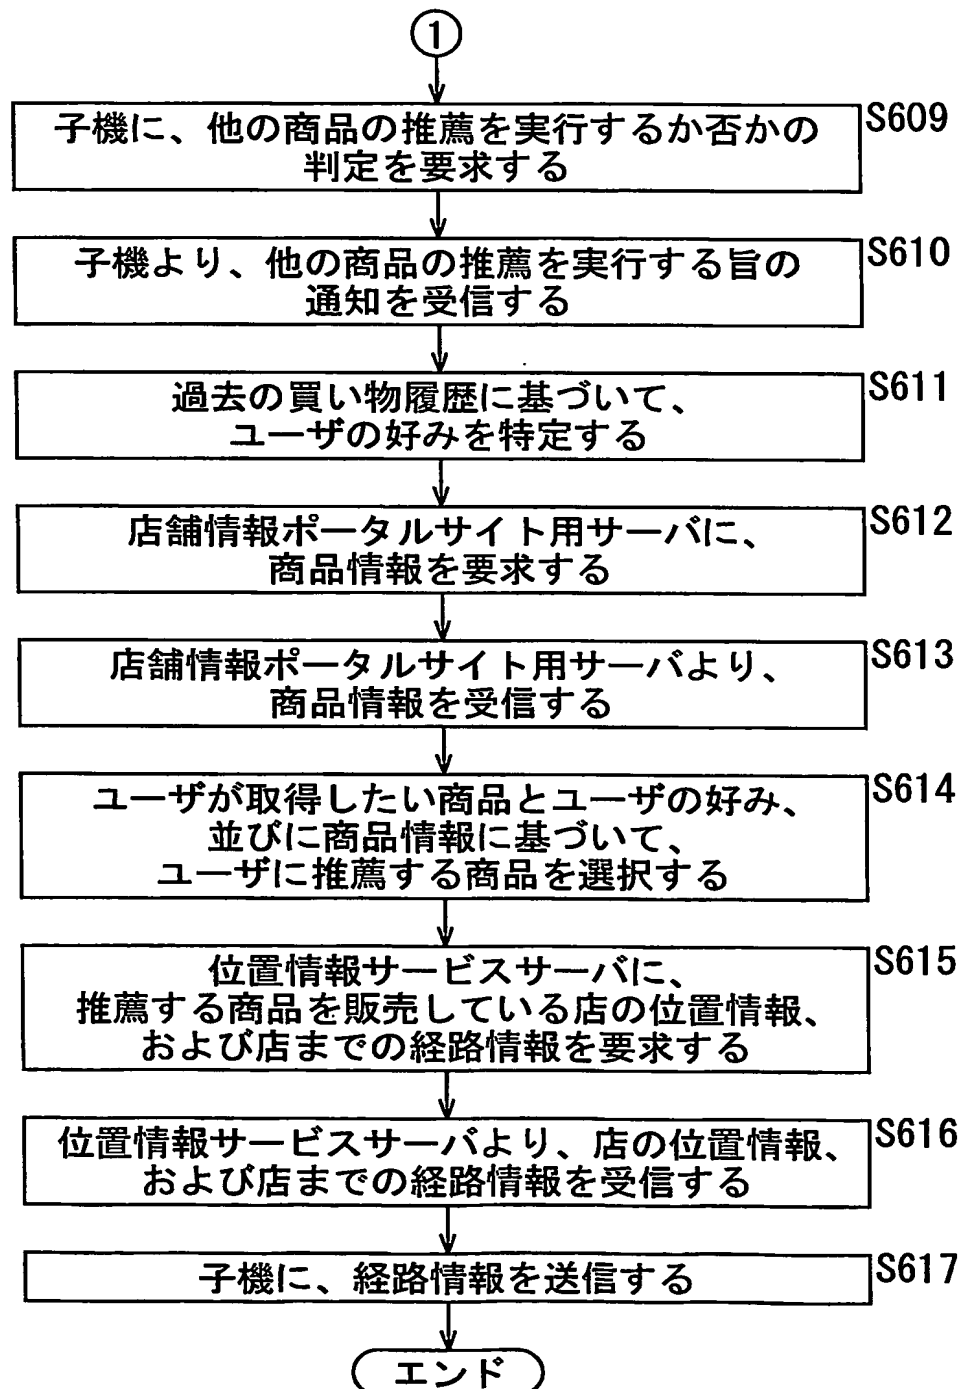 ①
子機に、他の商品の推薦を実行するか否かの
判定を要求する
S609
子機より、他の商品の推薦を実行する旨の
通知を受信する
S610
過去の買い物履歴に基づいて、
ユーザの好みを特定する
S611
店舗情報ポータルサイト用サーバに、
商品情報を要求する
S612
店舗情報ポータルサイト用サーバより、
商品情報を受信する
S613
ユーザが取得したい商品とユーザの好み、
並びに商品情報に基づいて、
ユーザに推薦する商品を選択する
S614
位置情報サービスサーバに、
推薦する商品を販売している店の位置情報、
および店までの経路情報を要求する
S615
位置情報サービスサーバより、店の位置情報、
および店までの経路情報を受信する
S616
子機に、経路情報を送信する
S617
エンド